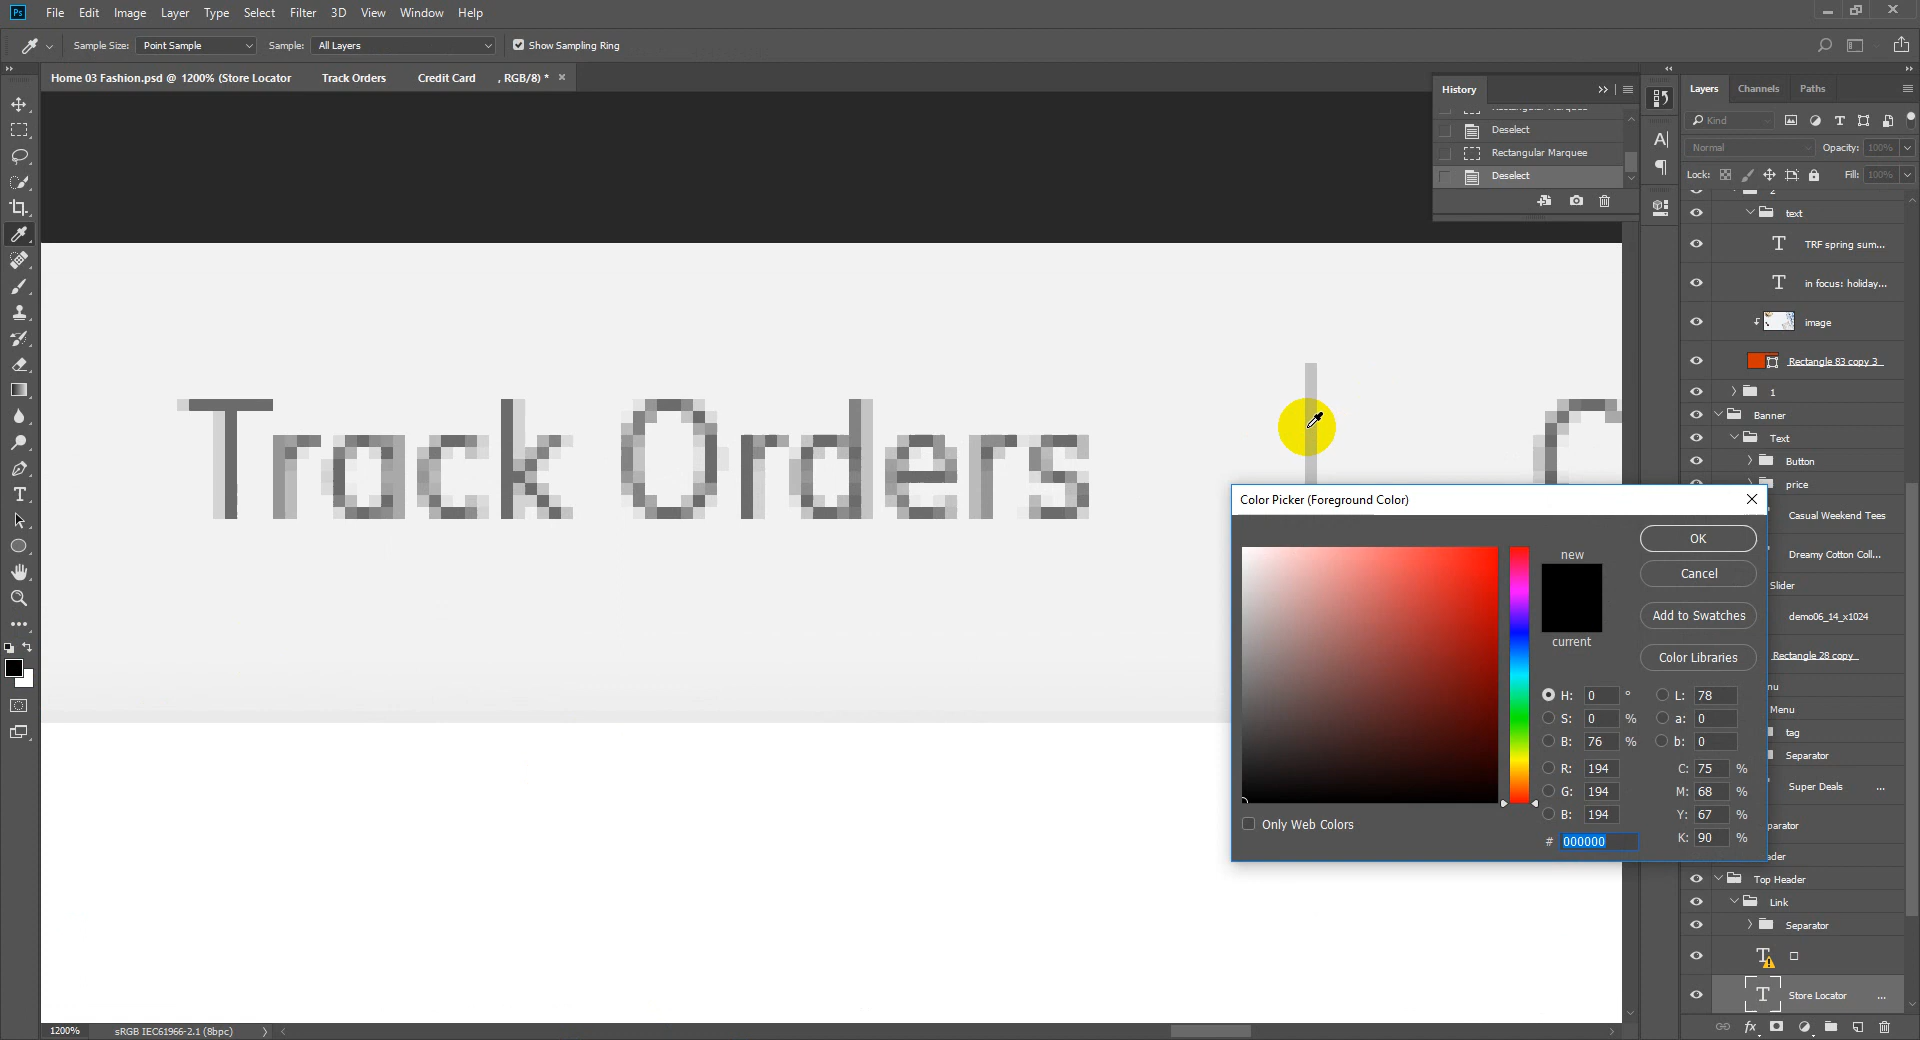 Ps File Edit Image Layer Type Select Filter 3D View Window Help
Sample Size: Point Sample Sample: All Layers Show Sampling Ring
Home 03 Fashion.psd @ 1200% (Store Locator Track Orders Credit Card , RGB/8) *
History
Deselect
Rectangular Marquee
Deselect
Layers Channels Paths
Kind
Normal Opacity: 100%
Lock: Fill: 100%
text
TRF spring sum...
in focus: holiday...
image
Rectangle 83 copy 3
1
Banner
Text
Button
price
Casual Weekend Tees
Dreamy Cotton Coll...
Slider
demo06_14_x1024
Rectangle 28 copy
nu
Menu
tag
Separator
Super Deals ...
parator
ader
Top Header
Link
Separator
Store Locator ...
Track Orders
Color Picker (Foreground Color)
new
current
OK
Cancel
Add to Swatches
Color Libraries
H: 0 ° L: 78
S: 0 % a: 0
B: 76 % b: 0
R: 194 C: 75 %
G: 194 M: 68 %
B: 194 Y: 67 %
# 000000 K: 90 %
Only Web Colors
1200% sRGB IEC61966-2.1 (8bpc)